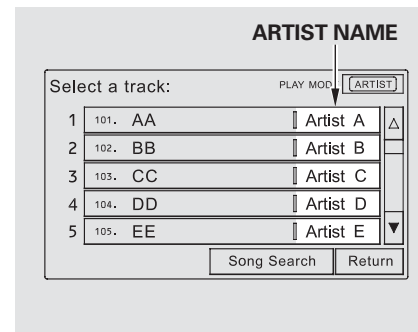 ARTIST NAME
Select a track: PLAY MOD ARTIST
1 101. AA Artist A
2 102. BB Artist B
3 103. CC Artist C
4 104. DD Artist D
5 105. EE Artist E
Song Search Return